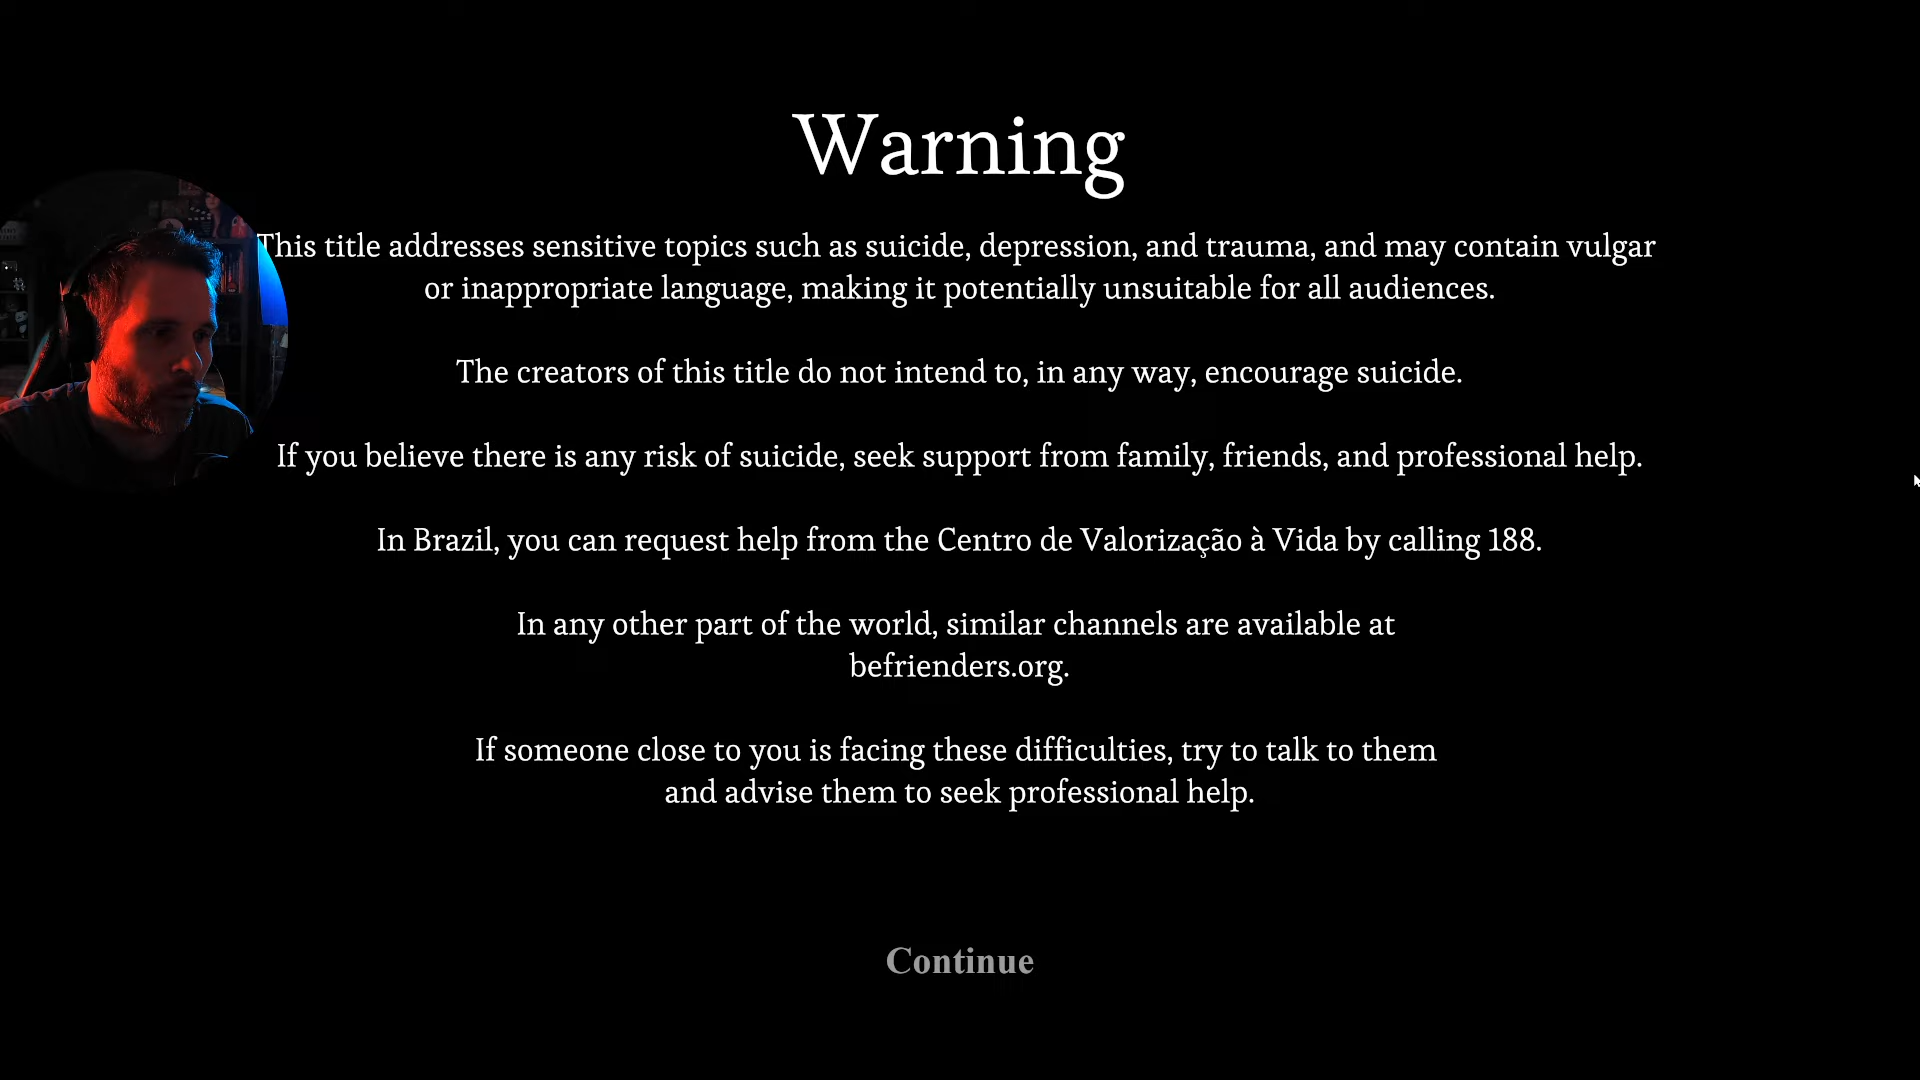 Warning
This title addresses sensitive topics such as suicide, depression, and trauma, and may contain vulgar
or inappropriate language, making it potentially unsuitable for all audiences.
The creators of this title do not intend to, in any way, encourage suicide.
If you believe there is any risk of suicide, seek support from family, friends, and professional help.
In Brazil, you can request help from the Centro de Valorização à Vida by calling 188.
In any other part of the world, similar channels are available at
befrienders.org.
If someone close to you is facing these difficulties, try to talk to them
and advise them to seek professional help.
Continue